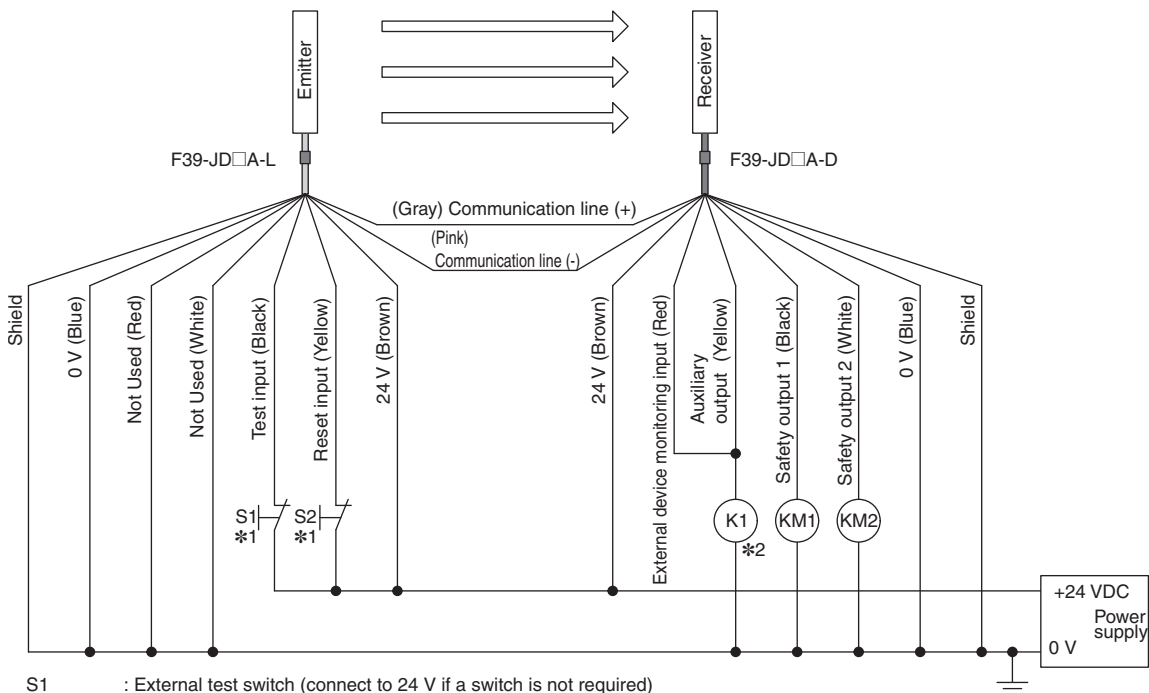 Emitter
Receiver
F39-JD□A-L
F39-JD□A-D
(Gray) Communication line (+)
(Pink)
Communication line (-)
Shield
0 V (Blue)
Not Used (Red)
Not Used (White)
Test input (Black)
Reset input (Yellow)
24 V (Brown)
24 V (Brown)
External device monitoring input (Red)
Auxiliary
output (Yellow)
Safety output 1 (Black)
Safety output 2 (White)
0 V (Blue)
Shield
S1
*1
S2
*1
K1
*2
KM1
KM2
+24 VDC
Power
supply
0 V
S1 : External test switch (connect to 24 V if a switch is not required)